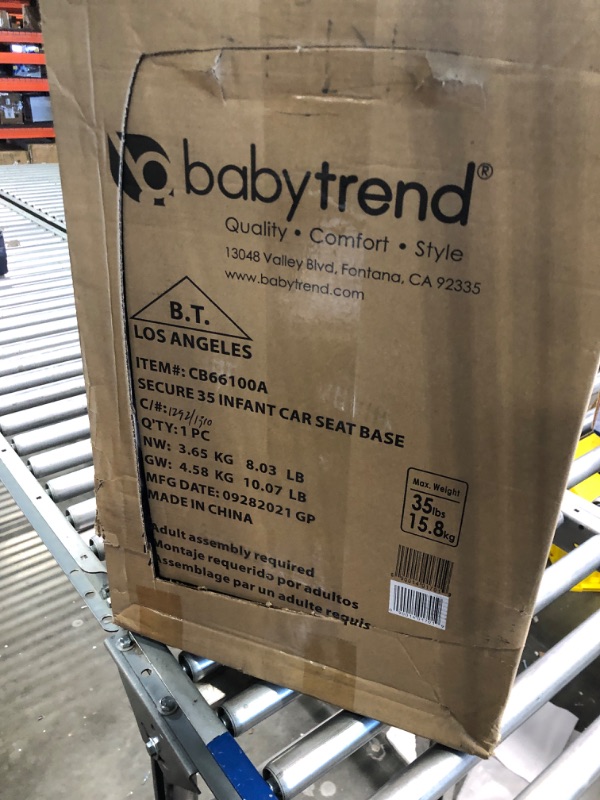 babytrend®
Quality • Comfort • Style
13048 Valley Blvd, Fontana, CA 92335
www.babytrend.com
B.T.
LOS ANGELES
ITEM#: CB66100A
SECURE 35 INFANT CAR SEAT BASE
C/#: 1292/1310
Q'TY: 1 PC
NW: 3.65 KG 8.03 LB
GW: 4.58 KG 10.07 LB
MFG DATE: 09282021 GP
MADE IN CHINA
Max. Weight
35lbs
15.8kg
Adult assembly required
Montaje requerido por adultos
Assemblage par un adulte requis